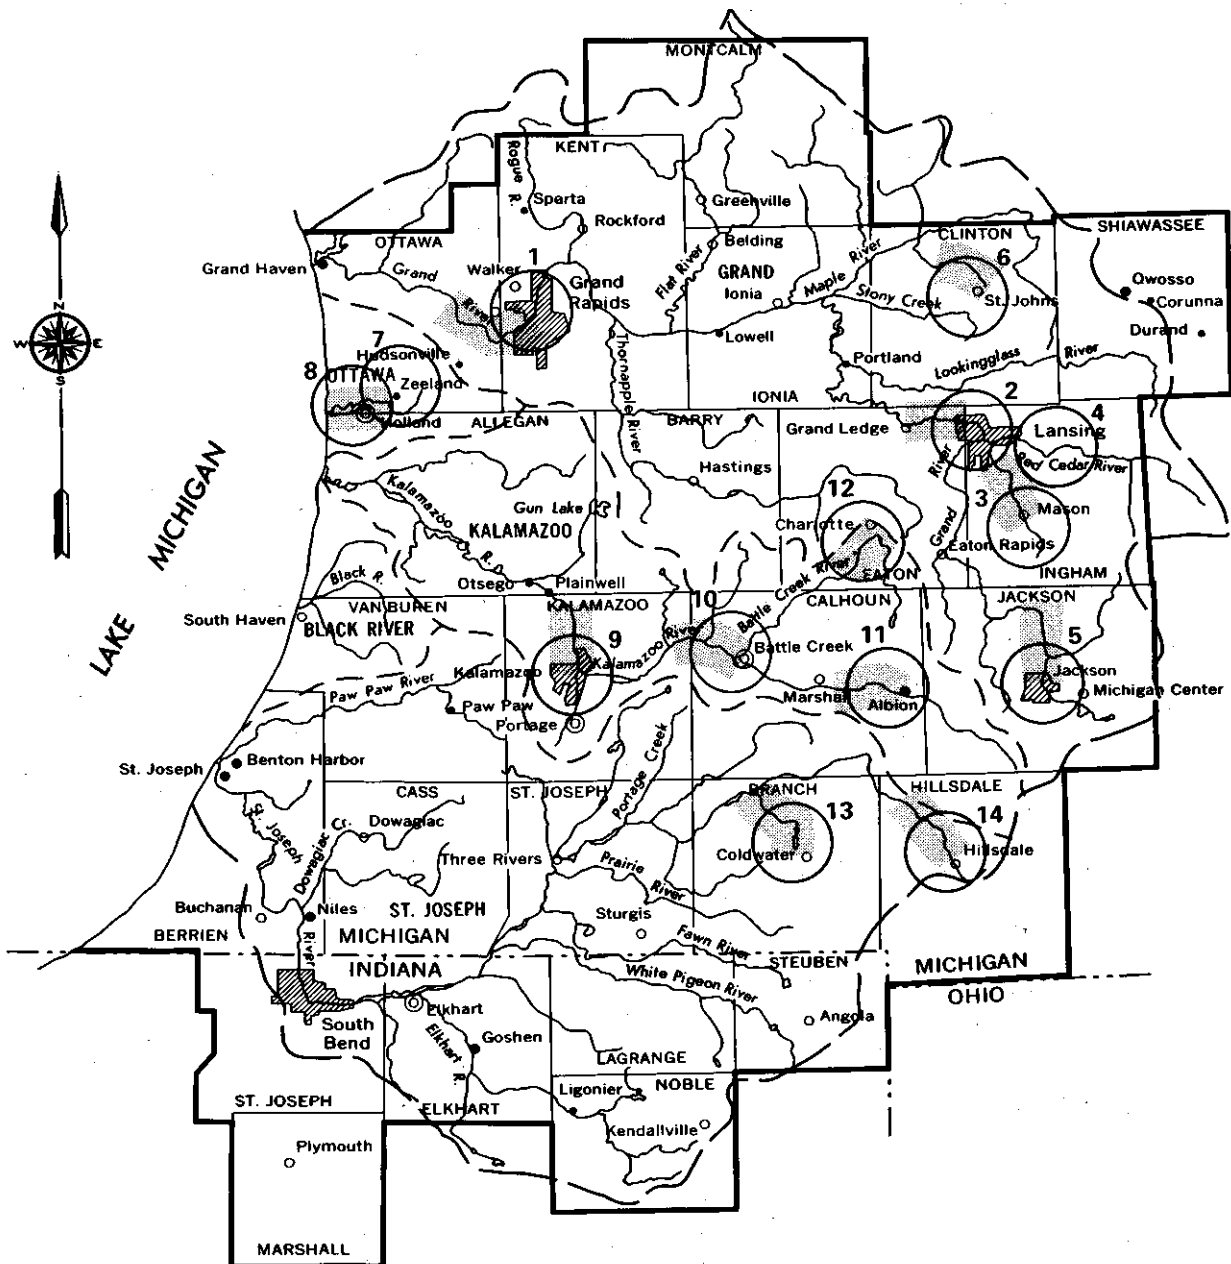 MONTCALM
KENT
Rogue R.
Sparta
Rockford
Greenville
Belding
OTTAWA
Grand Haven
Grand
River
Walker
1
Grand
Rapids
Flat River
GRAND
Ionia
Maple River
Stony Creek
CLINTON
6
St. Johns
SHIAWASSEE
Owosso
Corunna
Durand
Lowell
Portland
Lookingglass
River
Hudsonville
7
8
OTTAWA
Zeeland
Holland
ALLEGAN
Thornapple River
BARRY
IONIA
Grand Ledge
2
4
Lansing
Red Cedar River
Hastings
River
Grand
3
Mason
12
Charlotte
Eaton Rapids
EATON
INGHAM
N
W
E
S
LAKE
MICHIGAN
Kalamazoo
R.
Gun Lake
KALAMAZOO
Otsego
Plainwell
Black R.
VAN BUREN
South Haven
BLACK RIVER
KALAMAZOO
10
Battle Creek River
CALHOUN
JACKSON
Kalamazoo
9
Kalamazoo River
Battle Creek
11
5
Jackson
Michigan Center
Marshall
Albion
Paw Paw River
Paw Paw
Portage
Portage Creek
Benton Harbor
St. Joseph
St. Joseph
River
CASS
ST. JOSEPH
BRANCH
HILLSDALE
Dowagiac Cr.
Dowagiac
Three Rivers
Coldwater
13
14
Hillsdale
Prairie
River
Buchanan
Niles
ST. JOSEPH
Sturgis
BERRIEN
MICHIGAN
Fawn River
INDIANA
White Pigeon River
STEUBEN
MICHIGAN
OHIO
South
Bend
Elkhart
Elkhart R.
Goshen
Angola
LAGRANGE
Ligonier
NOBLE
ST. JOSEPH
ELKHART
Kendallville
Plymouth
MARSHALL